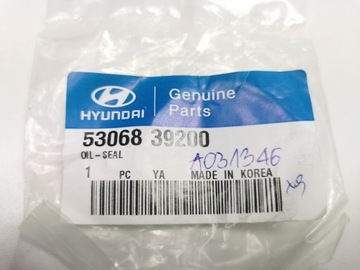 HYUNDAI
Genuine
Parts
53068 39200
OIL-SEAL
A031346
1 PC YA MADE IN KOREA